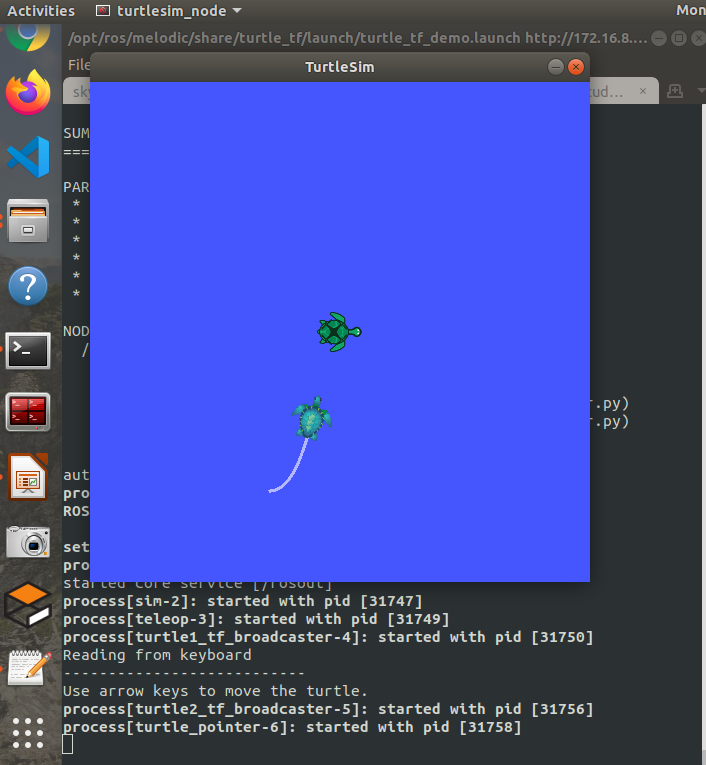 Activities turtlesim_node Mon
/opt/ros/melodic/share/turtle_tf/launch/turtle_tf_demo.launch http://172.16.8....
File
TurtleSim
sky tud...
SUM
===
PAR
*
*
*
*
*
*
NOD
/
r.py)
r.py)
aut
pro
ROS
set
pro
started core service [/rosout]
process[sim-2]: started with pid [31747]
process[teleop-3]: started with pid [31749]
process[turtle1_tf_broadcaster-4]: started with pid [31750]
Reading from keyboard
---------------------------
Use arrow keys to move the turtle.
process[turtle2_tf_broadcaster-5]: started with pid [31756]
process[turtle_pointer-6]: started with pid [31758]